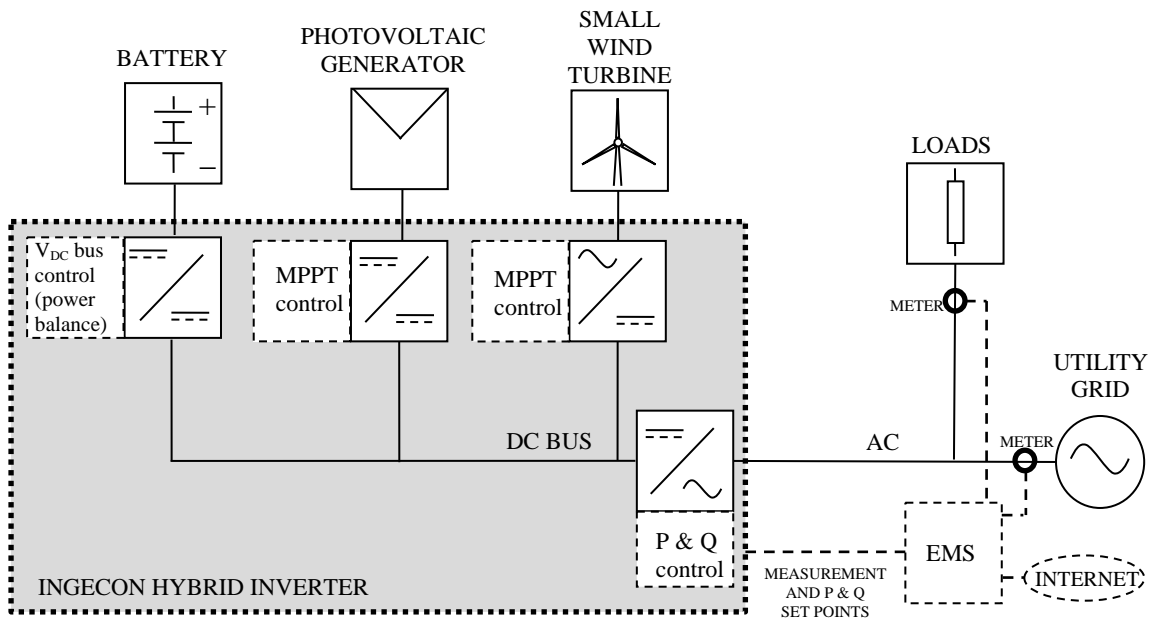 BATTERY
PHOTOVOLTAIC
GENERATOR
SMALL
WIND
TURBINE
+
−
LOADS
V_DC bus
control
(power
balance)
MPPT
control
MPPT
control
METER
UTILITY
GRID
METER
DC BUS
AC
P & Q
control
INGECON HYBRID INVERTER
MEASUREMENT
AND P & Q
SET POINTS
EMS
INTERNET